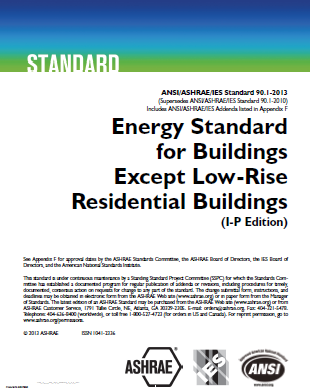 STANDARD
ANSI/ASHRAE/IES Standard 90.1-2013
(Supersedes ANSI/ASHRAE/IES Standard 90.1-2010)
Includes ANSI/ASHRAE/IES Addenda listed in Appendix F
Energy Standard
for Buildings
Except Low-Rise
Residential Buildings
(I-P Edition)
See Appendix F for approval dates by the ASHRAE Standards Committee, the ASHRAE Board of Directors, the IES Board of
Directors, and the American National Standards Institute.
This standard is under continuous maintenance by a Standing Standard Project Committee (SSPC) for which the Standards Com-
mittee has established a documented program for regular publication of addenda or revisions, including procedures for timely,
documented, consensus action on requests for change to any part of the standard. The change submittal form, instructions, and
deadlines may be obtained in electronic form from the ASHRAE Web site (www.ashrae.org) or in paper form from the Manager
of Standards. The latest edition of an ASHRAE Standard may be purchased from the ASHRAE Web site (www.ashrae.org) or from
ASHRAE Customer Service, 1791 Tullie Circle, NE, Atlanta, GA 30329-2305. E-mail: orders@ashrae.org. Fax: 404-321-5478.
Telephone: 404-636-8400 (worldwide), or toll free 1-800-527-4723 (for orders in US and Canada). For reprint permission, go to
www.ashrae.org/permissions.
© 2013 ASHRAE ISSN 1041-2336
ASHRAE
IES
ANSI